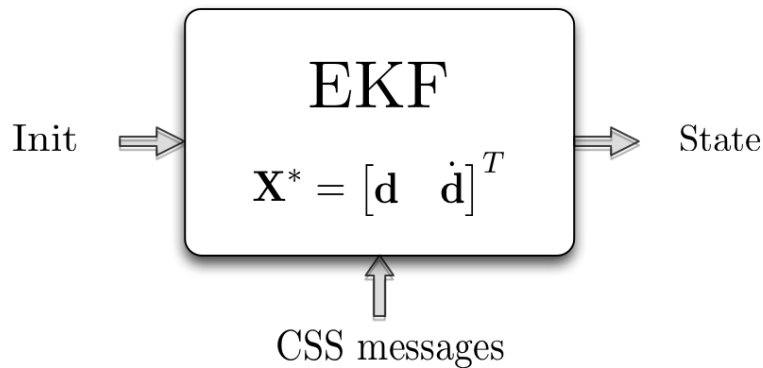 Init
EKF
X* = [d ḋ]ᵀ
State
CSS messages